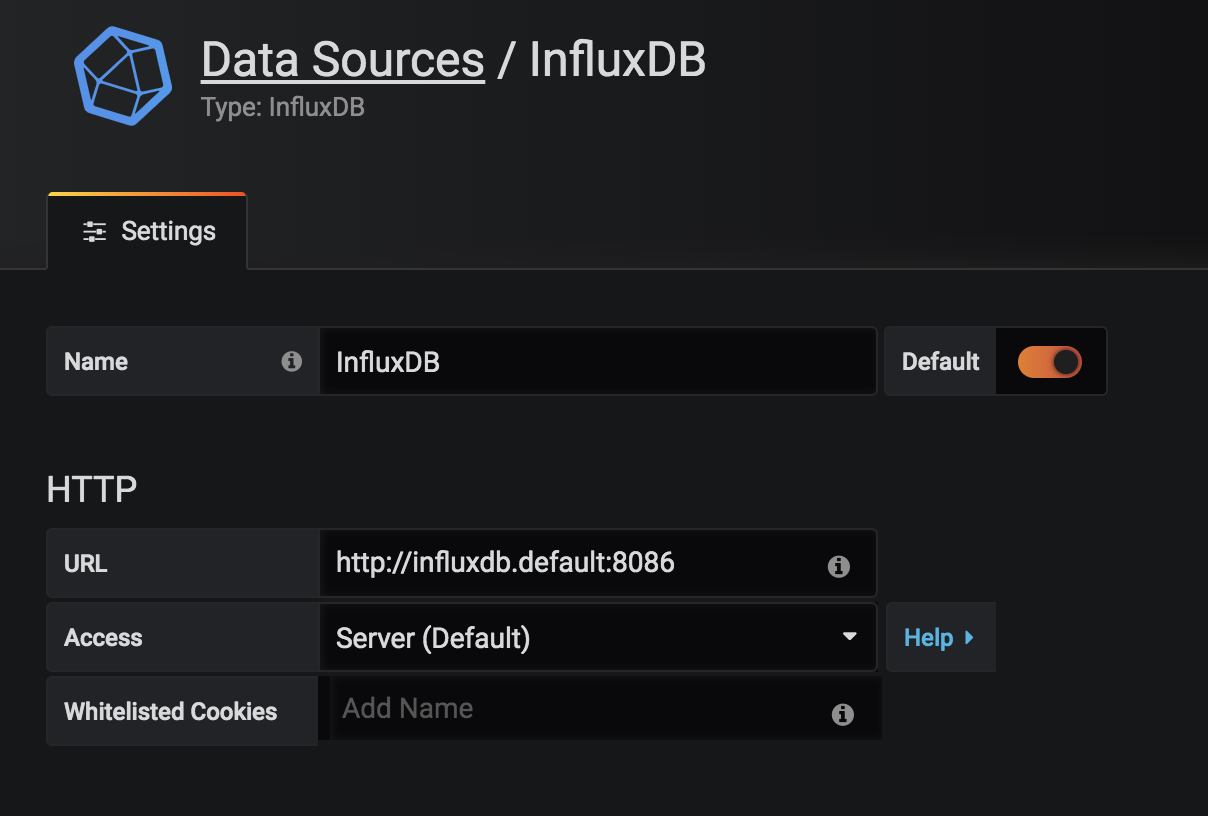 Data Sources / InfluxDB
Type: InfluxDB
Settings
Name InfluxDB Default
HTTP
URL http://influxdb.default:8086
Access Server (Default) Help
Whitelisted Cookies Add Name